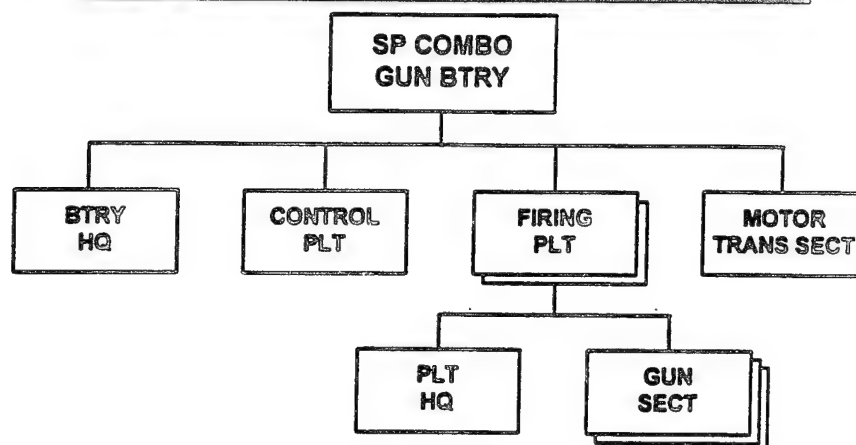 SP COMBO
GUN BTRY
BTRY
HQ
CONTROL
PLT
FIRING
PLT
MOTOR
TRANS SECT
PLT
HQ
GUN
SECT